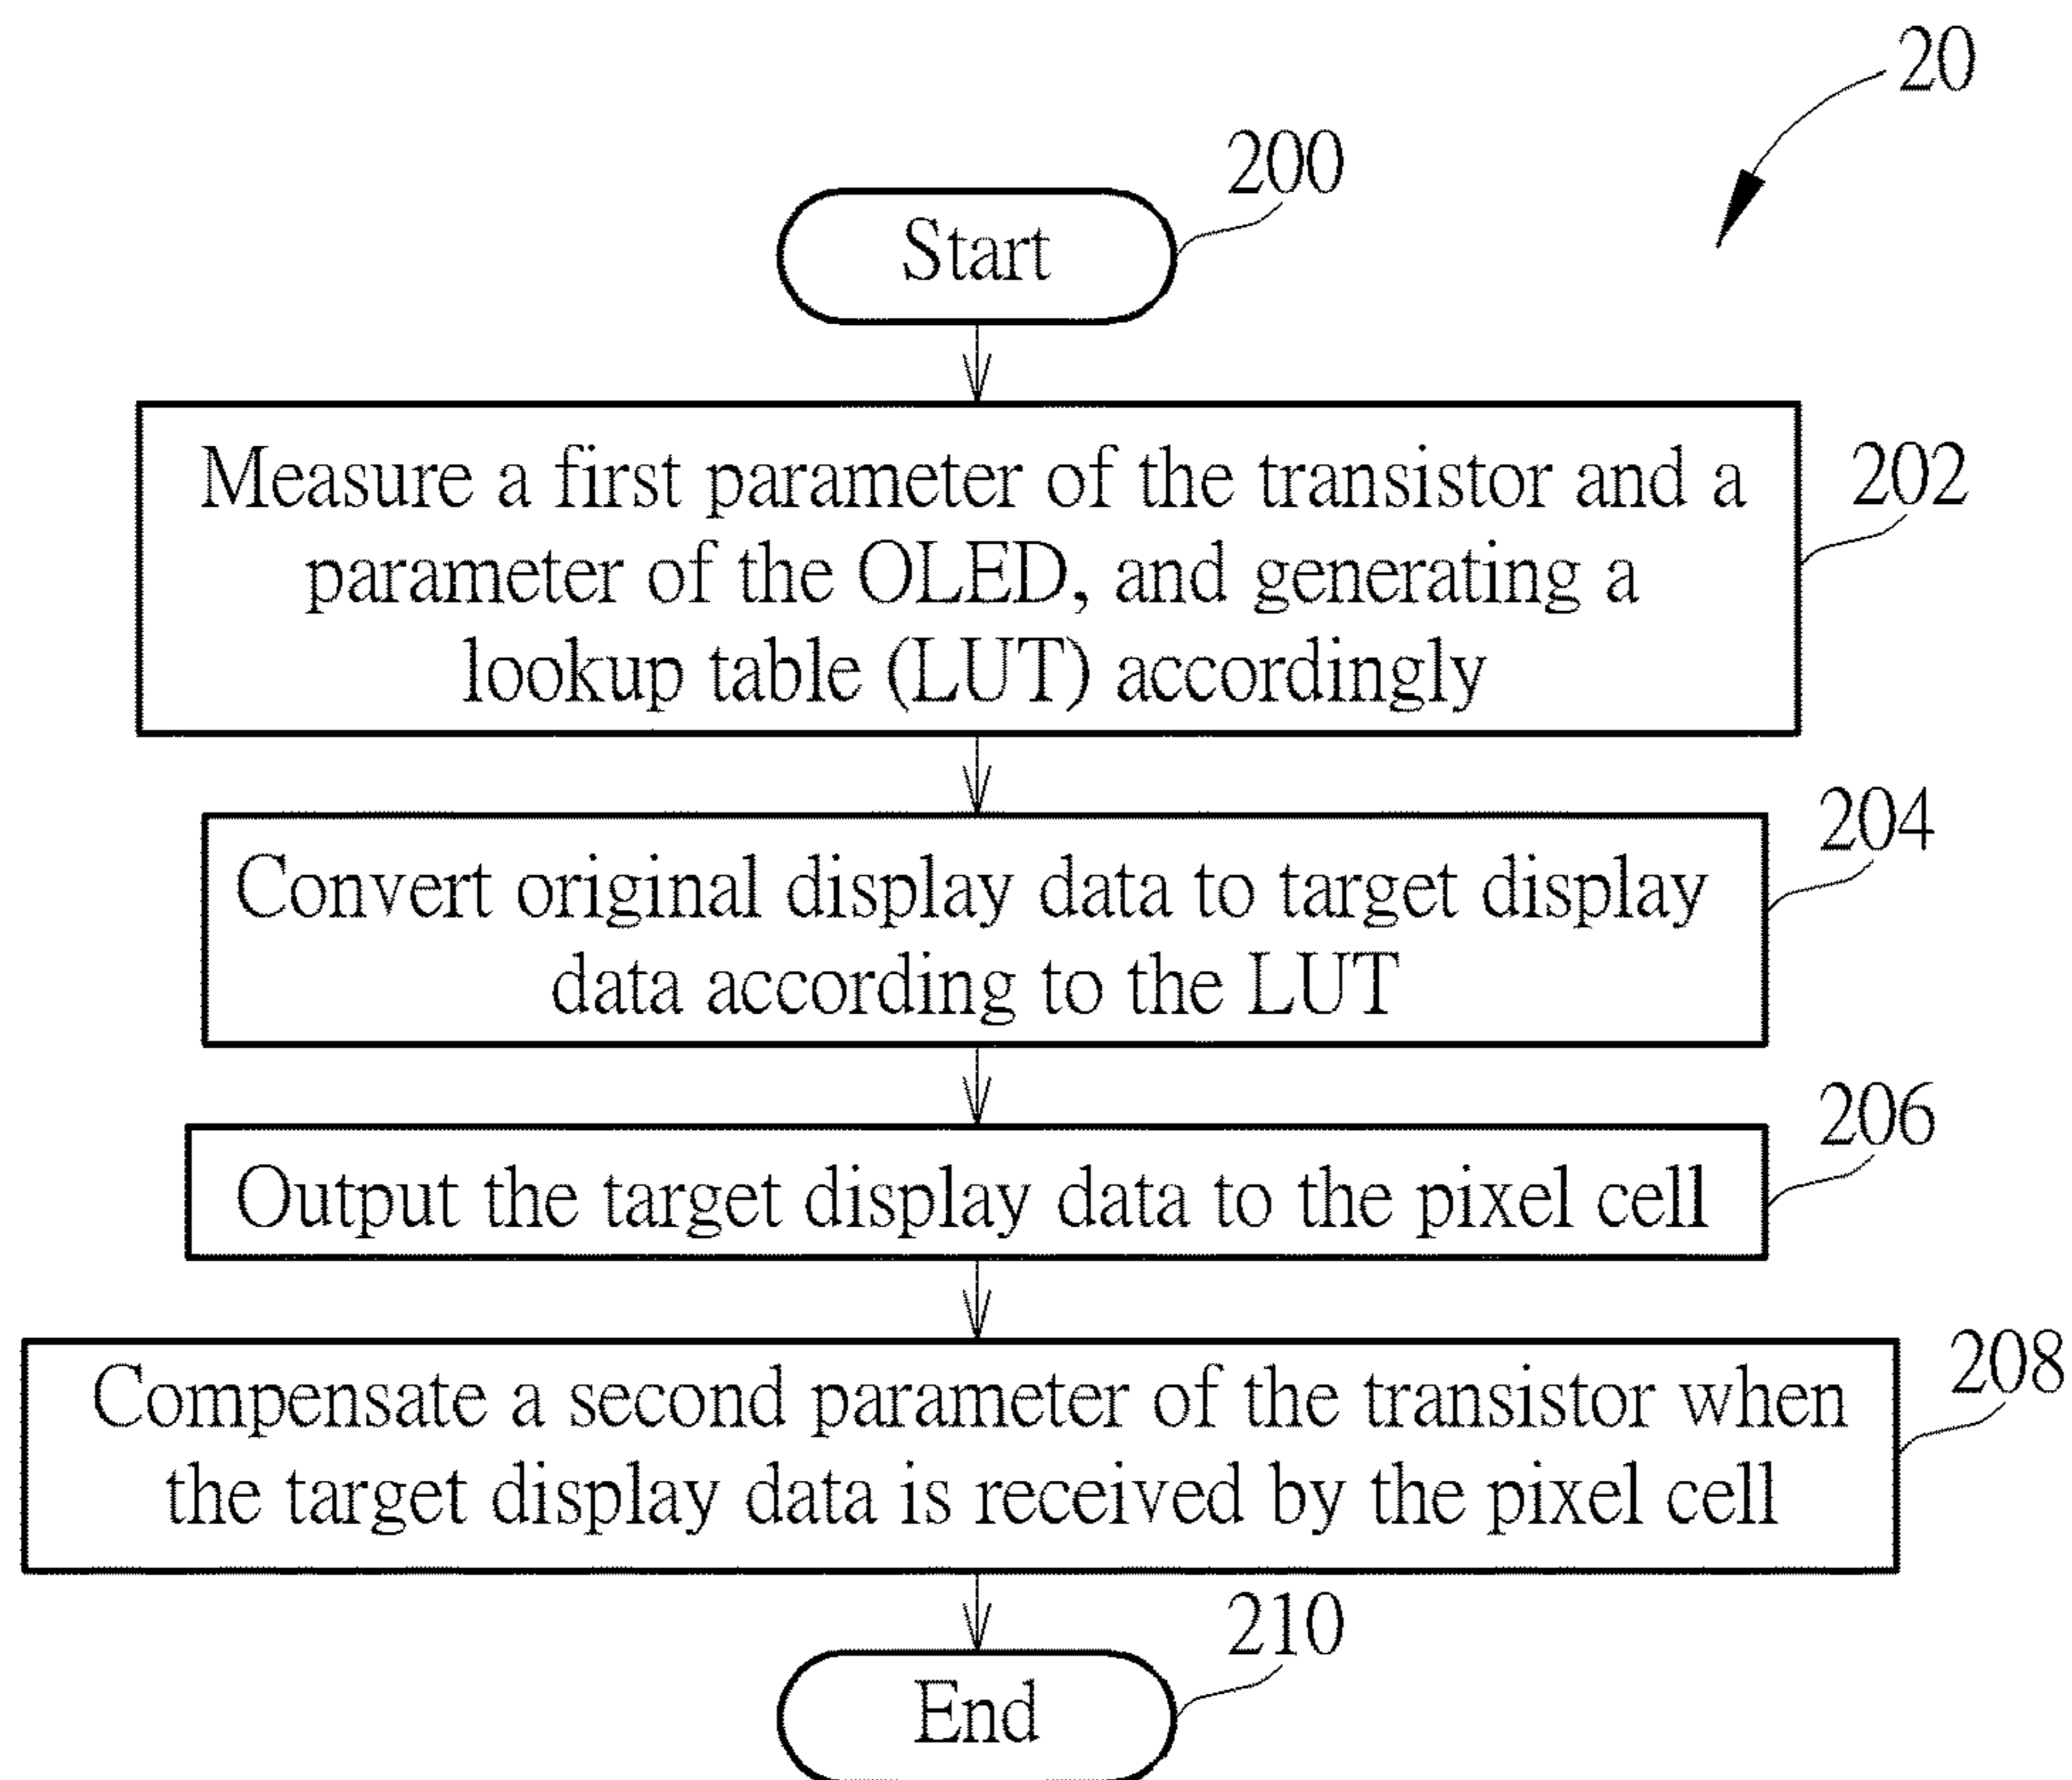 20
200
Start
Measure a first parameter of the transistor and a
202
parameter of the OLED, and generating a
lookup table (LUT) accordingly
204
Convert original display data to target display
data according to the LUT
206
Output the target display data to the pixel cell
208
Compensate a second parameter of the transistor when
the target display data is received by the pixel cell
210
End